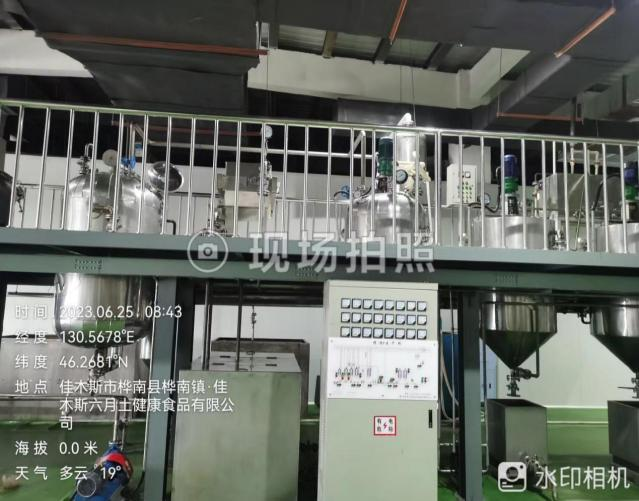 现场拍照
时间 2023.06.25 08:43
经度 130.5678°E
纬度 46.2681°N
地点 佳木斯市桦南县桦南镇·佳
木斯六月土健康食品有限公
司
海拔 0.0 米
天气 多云 19°
水印相机